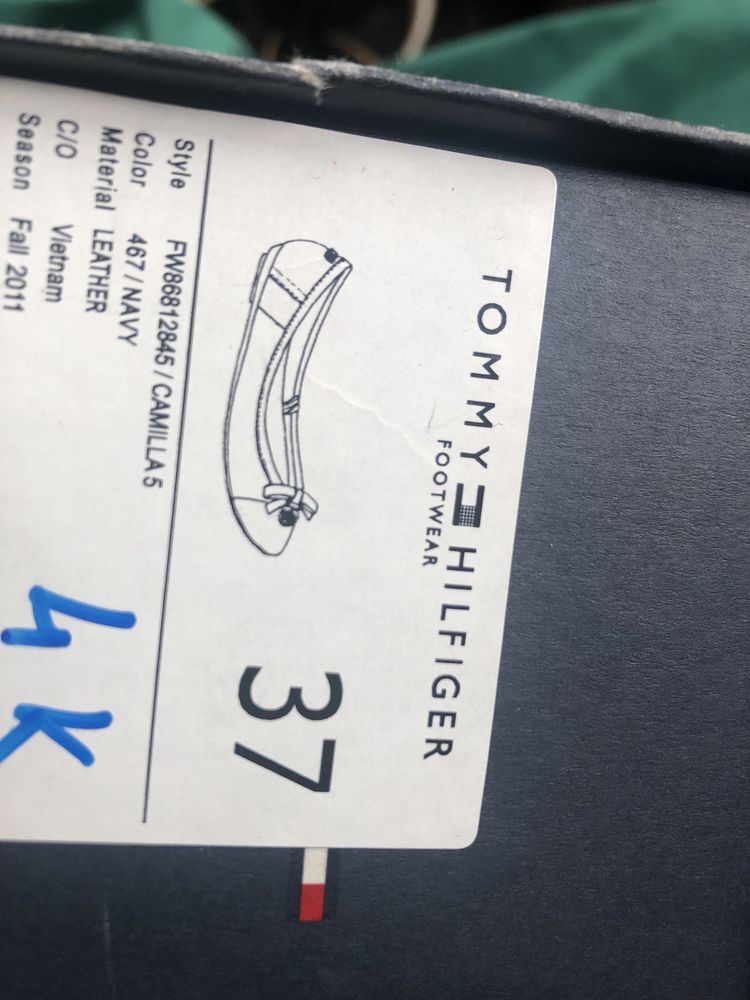 TOMMY HILFIGER
FOOTWEAR
37
Style FW86812845 / CAMILLA 5
Color 467 / NAVY
Material LEATHER
C/O Vietnam
Season Fall 2011
4K